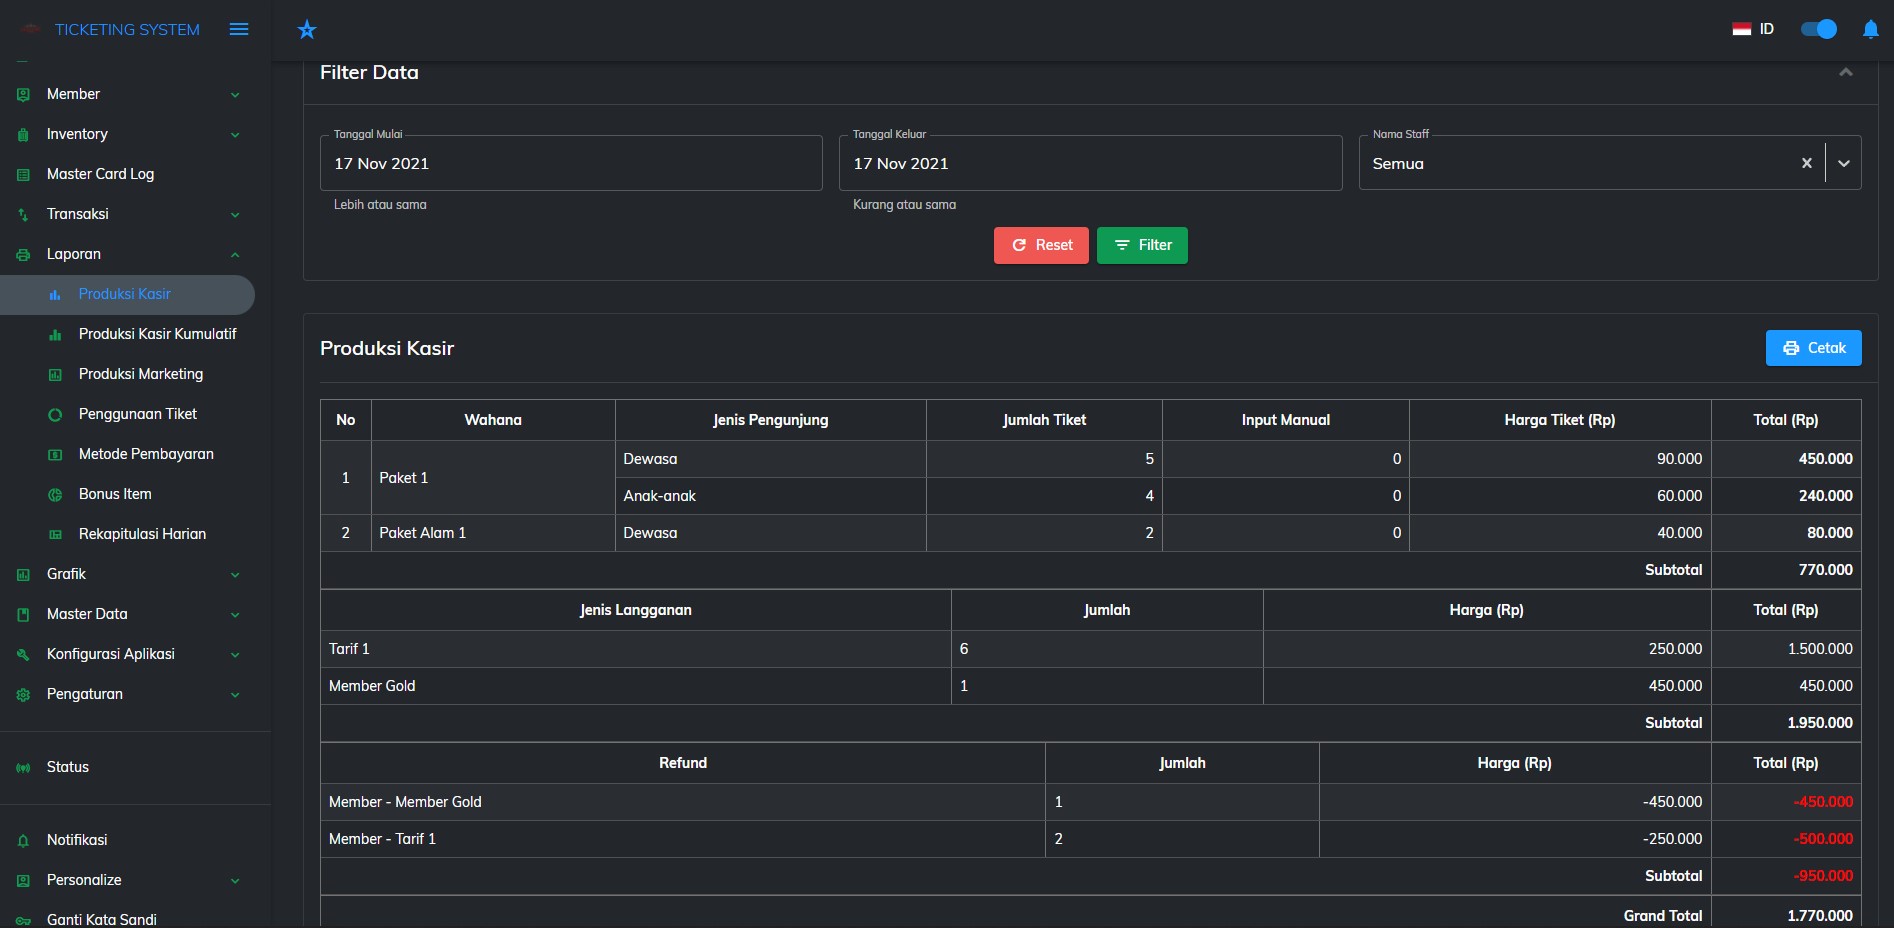 TICKETING SYSTEM
ID
Member
Inventory
Master Card Log
Transaksi
Laporan
Produksi Kasir
Produksi Kasir Kumulatif
Produksi Marketing
Penggunaan Tiket
Metode Pembayaran
Bonus Item
Rekapitulasi Harian
Grafik
Master Data
Konfigurasi Aplikasi
Pengaturan
Status
Notifikasi
Personalize
Ganti Kata Sandi
Filter Data
Tanggal Mulai
17 Nov 2021
Lebih atau sama
Tanggal Keluar
17 Nov 2021
Kurang atau sama
Nama Staff
Semua
Reset
Filter
Produksi Kasir
Cetak
No Wahana Jenis Pengunjung Jumlah Tiket Input Manual Harga Tiket (Rp) Total (Rp)
1 Paket 1 Dewasa 5 0 90.000 450.000
Anak-anak 4 0 60.000 240.000
2 Paket Alam 1 Dewasa 2 0 40.000 80.000
Subtotal 770.000
Jenis Langganan Jumlah Harga (Rp) Total (Rp)
Tarif 1 6 250.000 1.500.000
Member Gold 1 450.000 450.000
Subtotal 1.950.000
Refund Jumlah Harga (Rp) Total (Rp)
Member - Member Gold 1 -450.000 -450.000
Member - Tarif 1 2 -250.000 -500.000
Subtotal -950.000
Grand Total 1.770.000